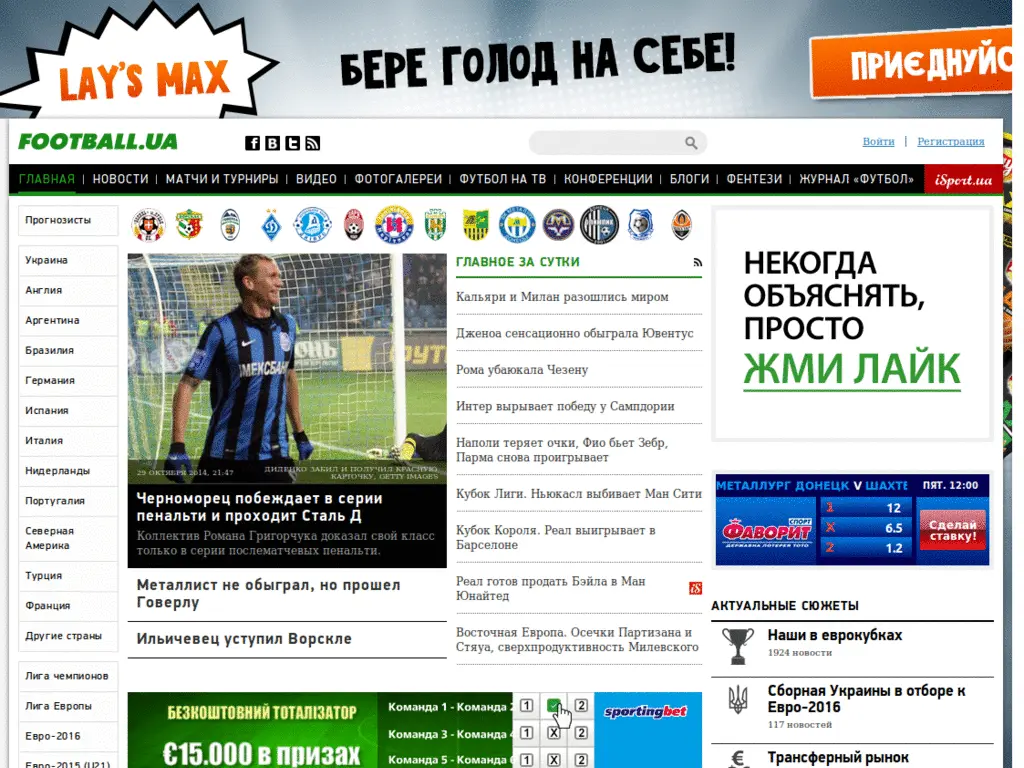 LAY'S MAX
БЕРЕ ГОЛОД НА СЕБЕ!
ПРИЄДНУЙС
FOOTBALL.UA
Войти | Регистрация
ГЛАВНАЯ | НОВОСТИ | МАТЧИ И ТУРНИРЫ | ВИДЕО | ФОТОГАЛЕРЕИ | ФУТБОЛ НА ТВ | КОНФЕРЕНЦИИ | БЛОГИ | ФЕНТЕЗИ | ЖУРНАЛ «ФУТБОЛ» iSport.ua
Прогнозисты
Украина
Англия
Аргентина
Бразилия
Германия
Испания
Италия
Нидерланды
Португалия
Северная
Америка
Турция
Франция
Другие страны
Лига чемпионов
Лига Европы
Евро-2016
Евро-2015 (U21)
ИМЕКСБАНК
29 ОКТЯБРЯ 2014, 21:47
ДИДЕНКО ЗАБИЛ И ПОЛУЧИЛ КРАСНУЮ
КАРТОЧКУ, GETTY IMAGES
Черноморец побеждает в серии
пенальти и проходит Сталь Д
Коллектив Романа Григорчука доказал свой класс
только в серии послематчевых пенальти.
Металлист не обыграл, но прошел
Говерлу
Ильичевец уступил Ворскле
ГЛАВНОЕ ЗА СУТКИ
Кальяри и Милан разошлись миром
Дженоа сенсационно обыграла Ювентус
Рома убаюкала Чезену
Интер вырывает победу у Сампдории
Наполи теряет очки, Фио бьет Зебр,
Парма снова проигрывает
Кубок Лиги. Ньюкасл выбивает Ман Сити
Кубок Короля. Реал выигрывает в
Барселоне
Реал готов продать Бэйла в Ман
Юнайтед
iS
Восточная Европа. Осечки Партизана и
Стяуа, сверхпродуктивность Милевского
БЕЗКОШТОВНИЙ ТОТАЛІЗАТОР
€15.000 в призах
Команда 1 - Команда 2 1 2
Команда 3 - Команда 4 1 X 2
Команда 5 - Команда 6 1 X 2
sportingbet
НЕКОГДА
ОБЪЯСНЯТЬ,
ПРОСТО
ЖМИ ЛАЙК
МЕТАЛЛУРГ ДОНЕЦК V ШАХТЕ ПЯТ. 12:00
ФАВОРИТ
СПОРТ
ДЕРЖАВНА ЛОТЕРЕЯ ТОТО
1 12
X 6.5
2 1.2
Сделай
ставку!
АКТУАЛЬНЫЕ СЮЖЕТЫ
Наши в еврокубках
1924 новости
Сборная Украины в отборе к
Евро-2016
117 новостей
Трансферный рынок